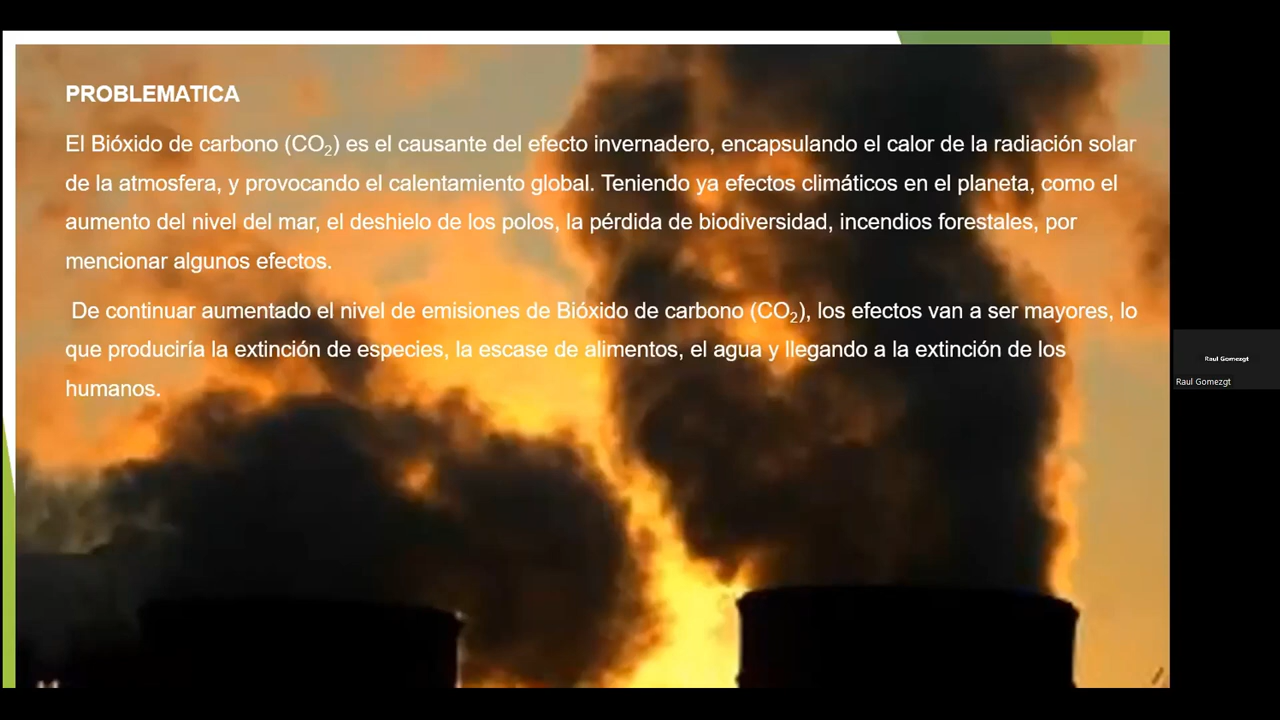 PROBLEMATICA
El Bióxido de carbono (CO₂) es el causante del efecto invernadero, encapsulando el calor de la radiación solar
de la atmosfera, y provocando el calentamiento global. Teniendo ya efectos climáticos en el planeta, como el
aumento del nivel del mar, el deshielo de los polos, la pérdida de biodiversidad, incendios forestales, por
mencionar algunos efectos.
De continuar aumentado el nivel de emisiones de Bióxido de carbono (CO₂), los efectos van a ser mayores, lo
que produciría la extinción de especies, la escase de alimentos, el agua y llegando a la extinción de los
humanos.
Raul Gomezgt
Raul Gomezgt